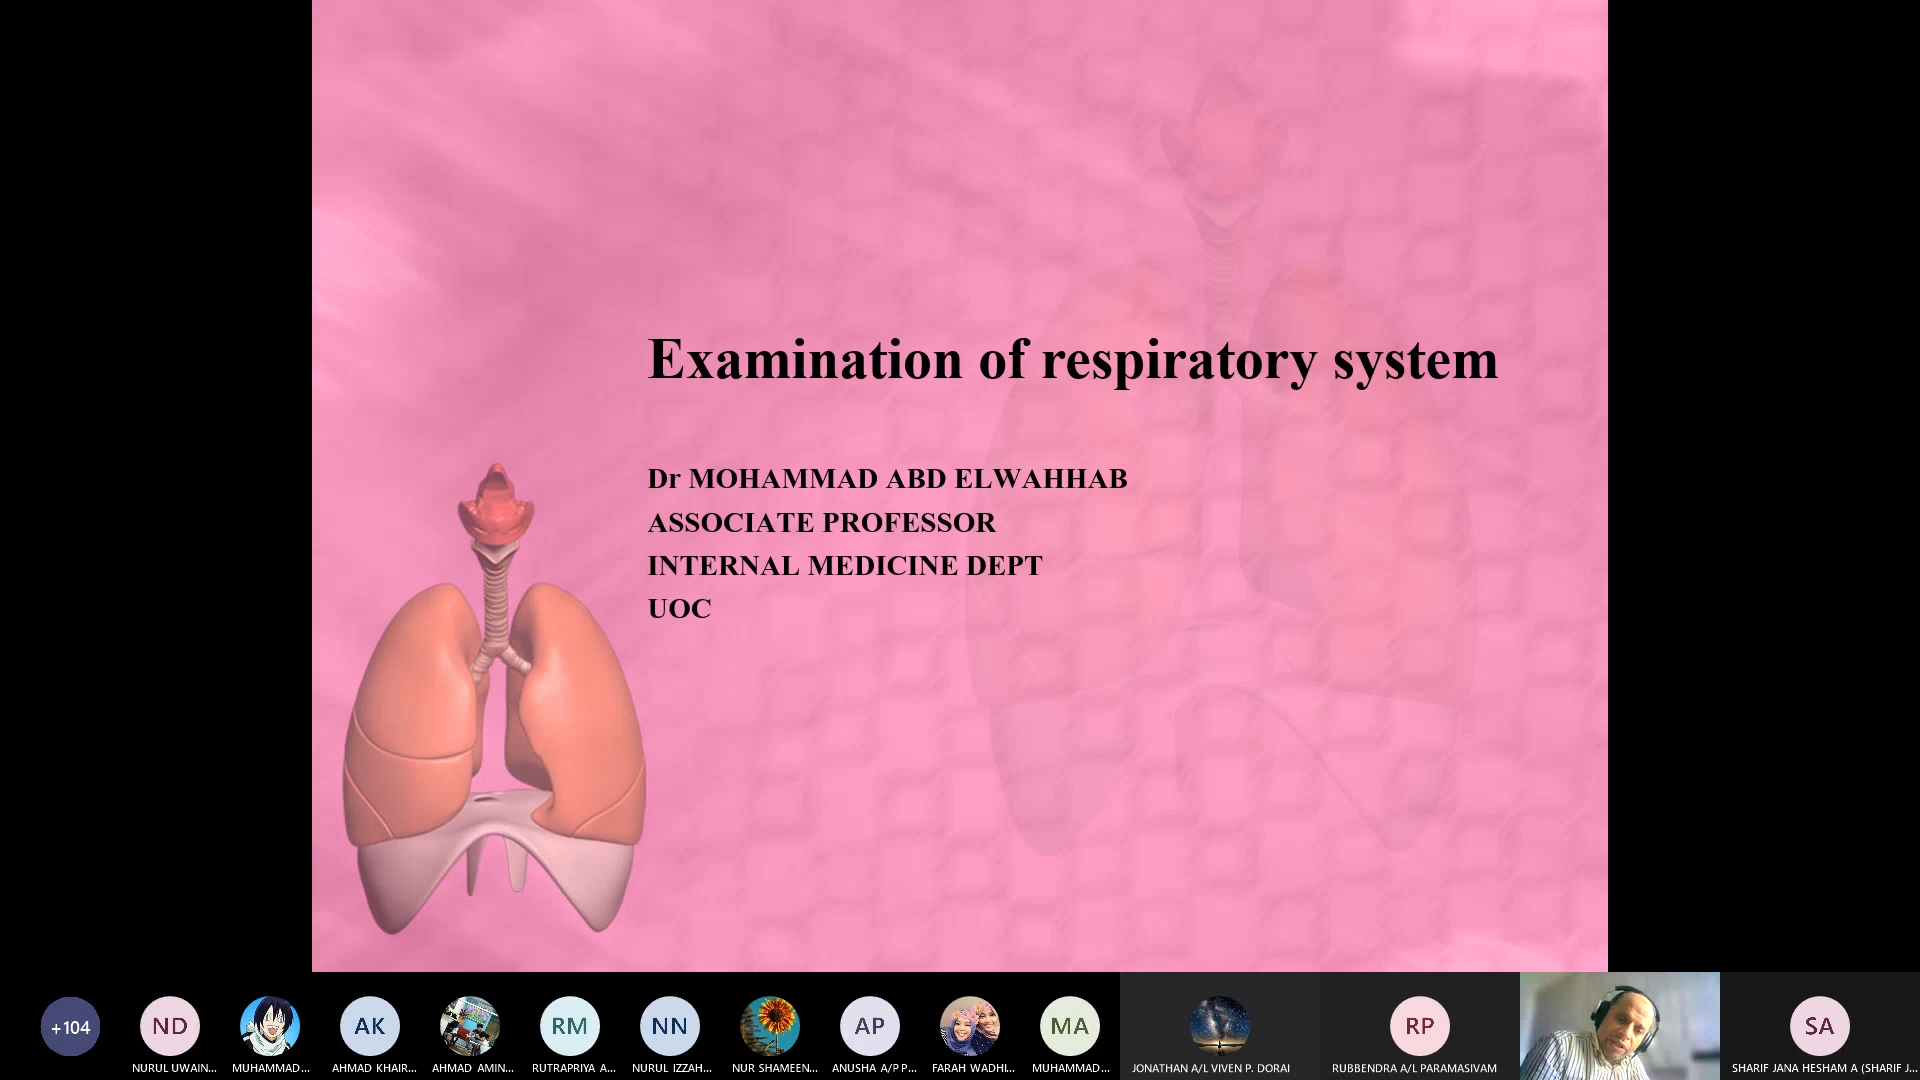 Examination of respiratory system
Dr MOHAMMAD ABD ELWAHHAB
ASSOCIATE PROFESSOR
INTERNAL MEDICINE DEPT
UOC
+104
ND
AK
RM
NN
AP
MA
RP
SA
NURUL UWAIN...
MUHAMMAD...
AHMAD KHAIR...
AHMAD AMIN...
RUTRAPRIYA A...
NURUL IZZAH...
NUR SHAMEEN...
ANUSHA A/P P...
FARAH WADHI...
MUHAMMAD...
JONATHAN A/L VIVEN P. DORAI
RUBBENDRA A/L PARAMASIVAM
SHARIF JANA HESHAM A (SHARIF J...